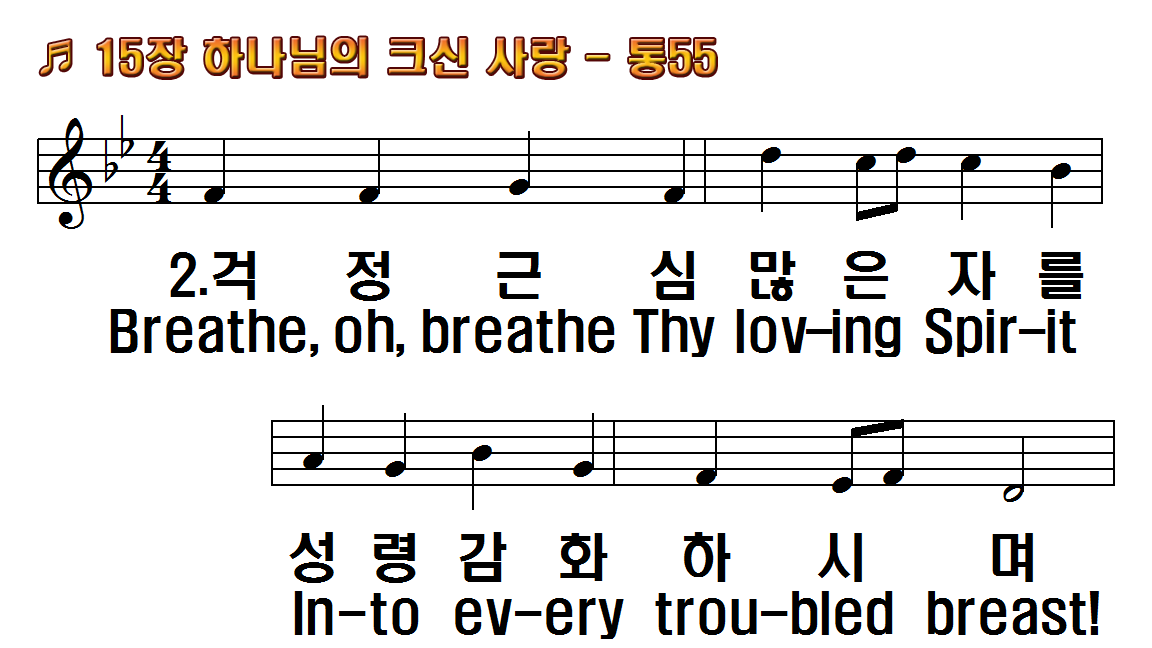 ♬ 15장 하나님의 크신 사랑 - 통55
4
4
2.걱 정 근 심 많 은 자 를
Breathe, oh, breathe Thy lov-ing Spir-it
성 령 감 화 하 시 며
In-to ev-ery trou-bled breast!